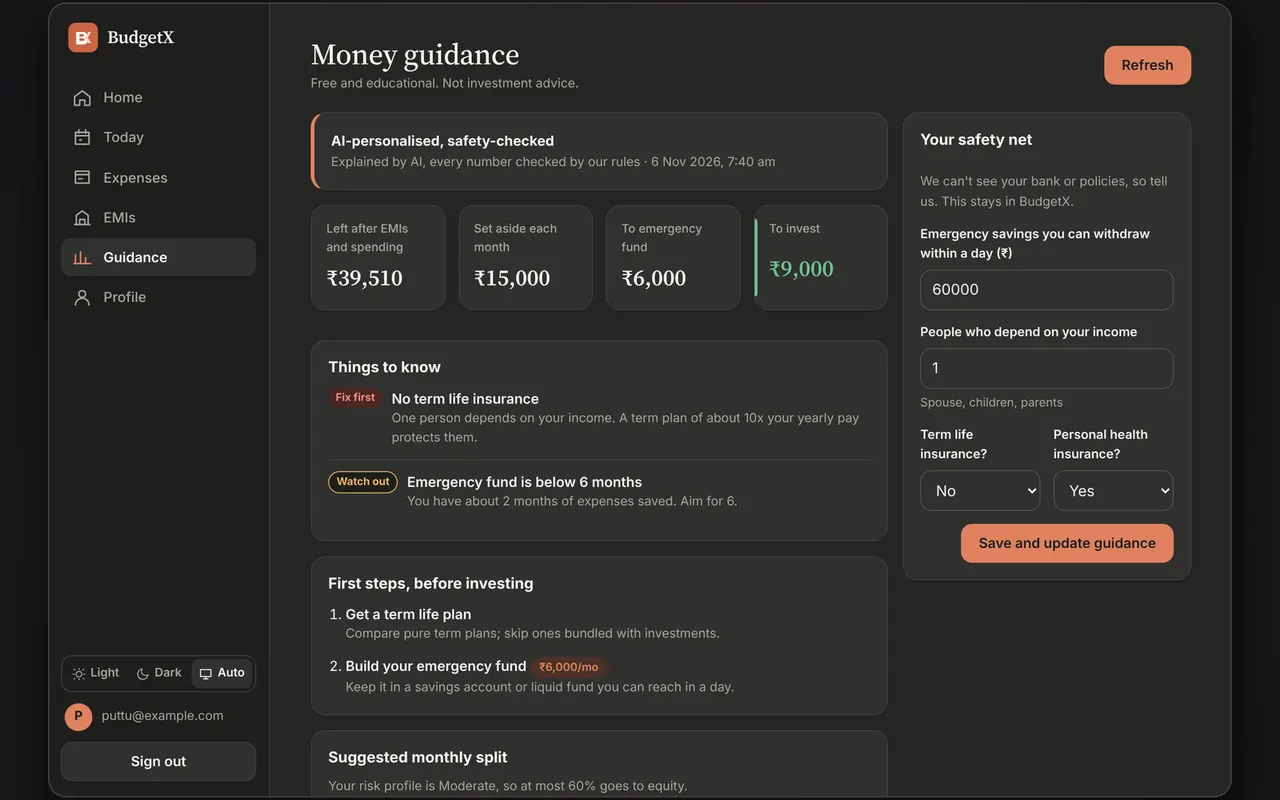 BX BudgetX
Home
Today
Expenses
EMIs
Guidance
Profile
Light Dark Auto
P puttu@example.com
Sign out
Money guidance
Free and educational. Not investment advice.
Refresh
AI-personalised, safety-checked
Explained by AI, every number checked by our rules · 6 Nov 2026, 7:40 am
Left after EMIs
and spending
₹39,510
Set aside each
month
₹15,000
To emergency
fund
₹6,000
To invest
₹9,000
Things to know
Fix first No term life insurance
One person depends on your income. A term plan of about 10x your yearly pay
protects them.
Watch out Emergency fund is below 6 months
You have about 2 months of expenses saved. Aim for 6.
First steps, before investing
1. Get a term life plan
Compare pure term plans; skip ones bundled with investments.
2. Build your emergency fund ₹6,000/mo
Keep it in a savings account or liquid fund you can reach in a day.
Suggested monthly split
Your risk profile is Moderate, so at most 60% goes to equity.
Your safety net
We can't see your bank or policies, so tell
us. This stays in BudgetX.
Emergency savings you can withdraw
within a day (₹)
60000
People who depend on your income
1
Spouse, children, parents
Term life
insurance?
No
Personal health
insurance?
Yes
Save and update guidance